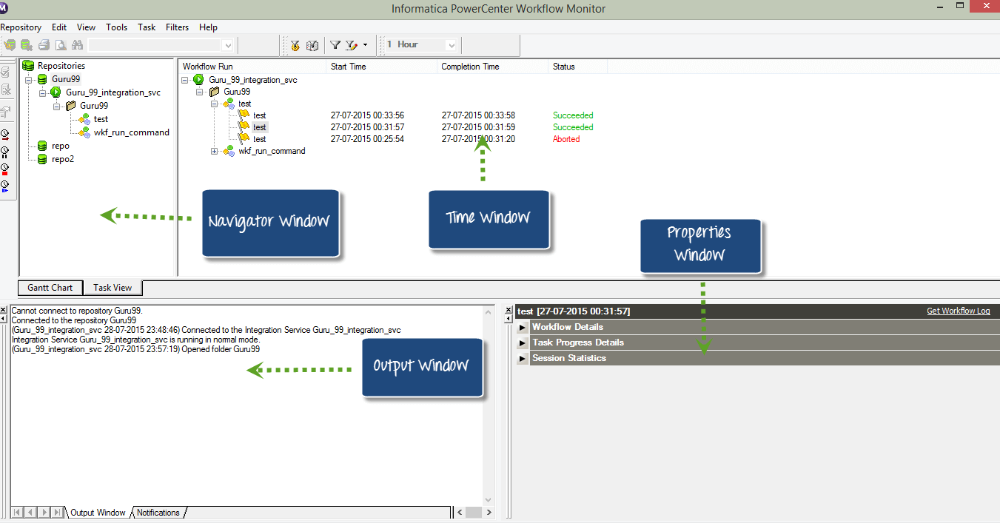 M
Informatica PowerCenter Workflow Monitor
Repository Edit View Tools Task Filters Help
1 Hour
Repositories
Guru99
Guru_99_integration_svc
Guru99
test
wkf_run_command
repo
repo2
Workflow Run Start Time Completion Time Status
Guru_99_integration_svc
Guru99
test
test 27-07-2015 00:33:56 27-07-2015 00:33:58 Succeeded
test 27-07-2015 00:31:57 27-07-2015 00:31:59 Succeeded
test 27-07-2015 00:25:54 27-07-2015 00:31:20 Aborted
wkf_run_command
Navigator Window
Time Window
Properties
Window
Gantt Chart Task View
Cannot connect to repository Guru99.
Connected to the repository Guru99
(Guru_99_integration_svc 28-07-2015 23:48:46) Connected to the Integration Service Guru_99_integration_svc
Integration Service Guru_99_integration_svc is running in normal mode.
(Guru_99_integration_svc 28-07-2015 23:57:19) Opened folder Guru99
Output Window
Output Window Notifications
test [27-07-2015 00:31:57] Get Workflow Log
Workflow Details
Task Progress Details
Session Statistics